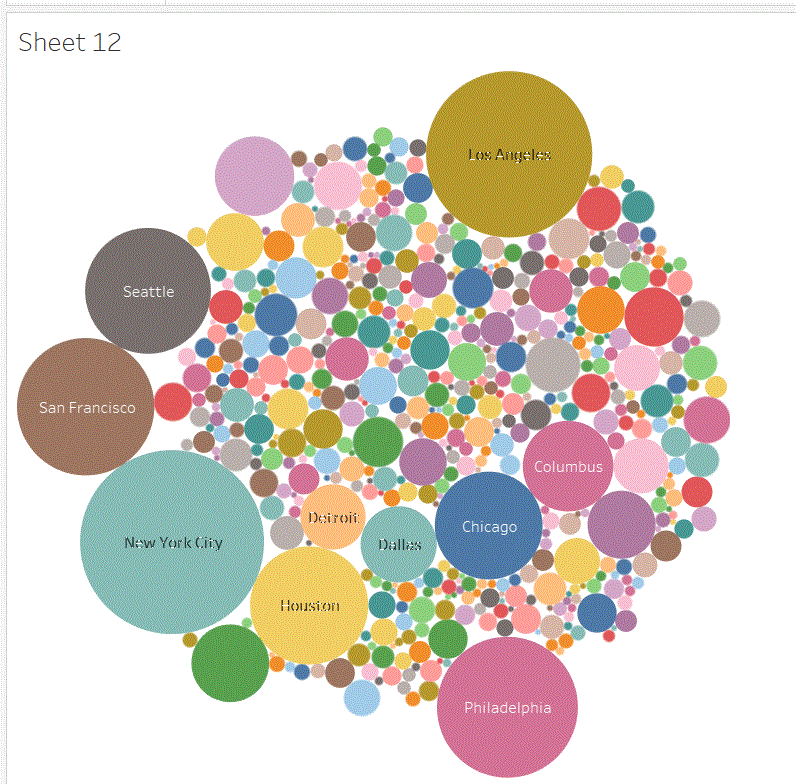 Sheet 12
Los Angeles
Seattle
San Francisco
Columbus
Detroit
Chicago
New York City
Dallas
Houston
Philadelphia